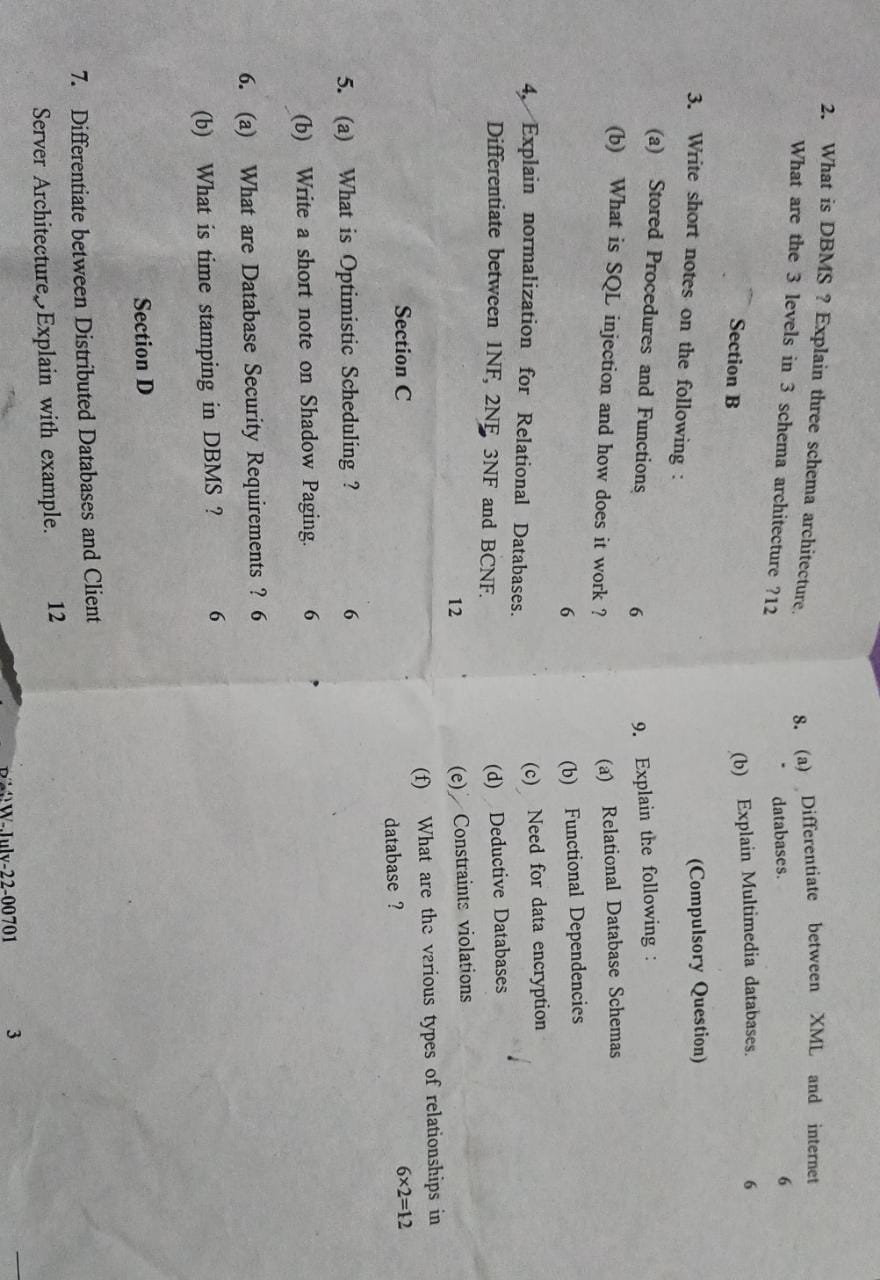 2. What is DBMS ? Explain three schema architecture.
What are the 3 levels in 3 schema architecture ?12
Section B
3. Write short notes on the following :
(a) Stored Procedures and Functions 6
(b) What is SQL injection and how does it work ?
6
4. Explain normalization for Relational Databases.
Differentiate between 1NF, 2NF, 3NF and BCNF.
12
Section C
5. (a) What is Optimistic Scheduling ? 6
(b) Write a short note on Shadow Paging. 6
6. (a) What are Database Security Requirements ? 6
(b) What is time stamping in DBMS ? 6
Section D
7. Differentiate between Distributed Databases and Client
Server Architecture. Explain with example. 12
8. (a) Differentiate between XML and internet
databases. 6
(b) Explain Multimedia databases. 6
(Compulsory Question)
9. Explain the following :
(a) Relational Database Schemas
(b) Functional Dependencies
(c) Need for data encryption
(d) Deductive Databases
(e) Constraints violations
(f) What are the various types of relationships in
database ? 6×2=12
W-July-22-00701 3